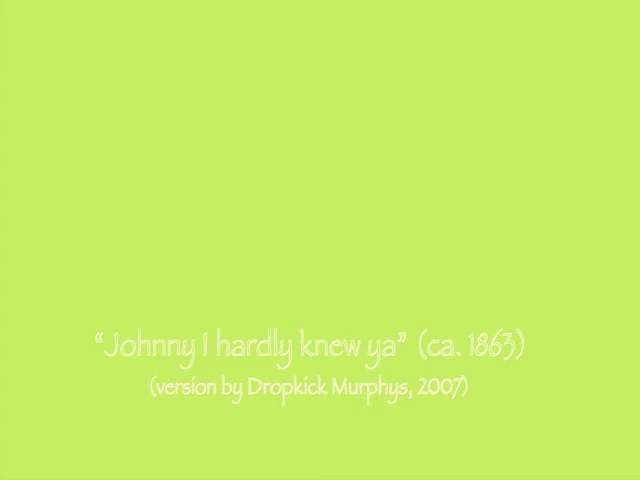 “Johnny I hardly knew ya” (ca. 1863)
(version by Dropkick Murphys, 2007)